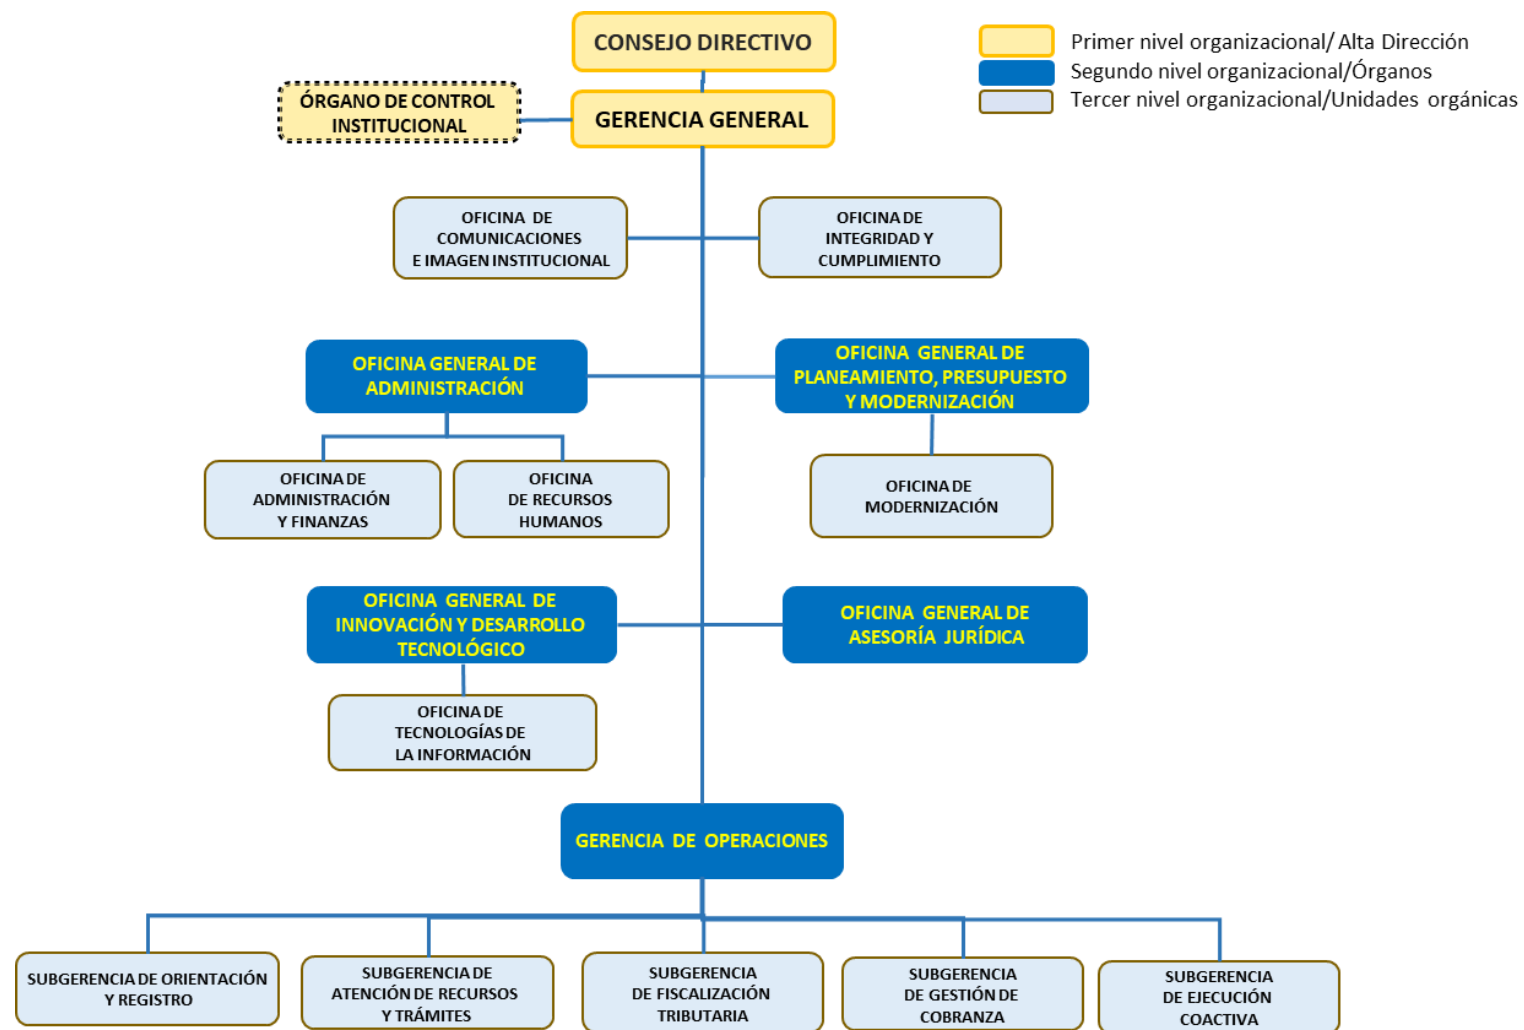 CONSEJO DIRECTIVO
Primer nivel organizacional/ Alta Dirección
Segundo nivel organizacional/Órganos
Tercer nivel organizacional/Unidades orgánicas
ÓRGANO DE CONTROL
INSTITUCIONAL
GERENCIA GENERAL
OFICINA DE
COMUNICACIONES
E IMAGEN INSTITUCIONAL
OFICINA DE
INTEGRIDAD Y
CUMPLIMIENTO
OFICINA GENERAL DE
ADMINISTRACIÓN
OFICINA GENERAL DE
PLANEAMIENTO, PRESUPUESTO
Y MODERNIZACIÓN
OFICINA DE
ADMINISTRACIÓN
Y FINANZAS
OFICINA
DE RECURSOS
HUMANOS
OFICINA DE
MODERNIZACIÓN
OFICINA GENERAL DE
INNOVACIÓN Y DESARROLLO
TECNOLÓGICO
OFICINA GENERAL DE
ASESORÍA JURÍDICA
OFICINA DE
TECNOLOGÍAS DE
LA INFORMACIÓN
GERENCIA DE OPERACIONES
SUBGERENCIA DE ORIENTACIÓN
Y REGISTRO
SUBGERENCIA DE
ATENCIÓN DE RECURSOS
Y TRÁMITES
SUBGERENCIA
DE FISCALIZACIÓN
TRIBUTARIA
SUBGERENCIA
DE GESTIÓN DE
COBRANZA
SUBGERENCIA
DE EJECUCIÓN
COACTIVA